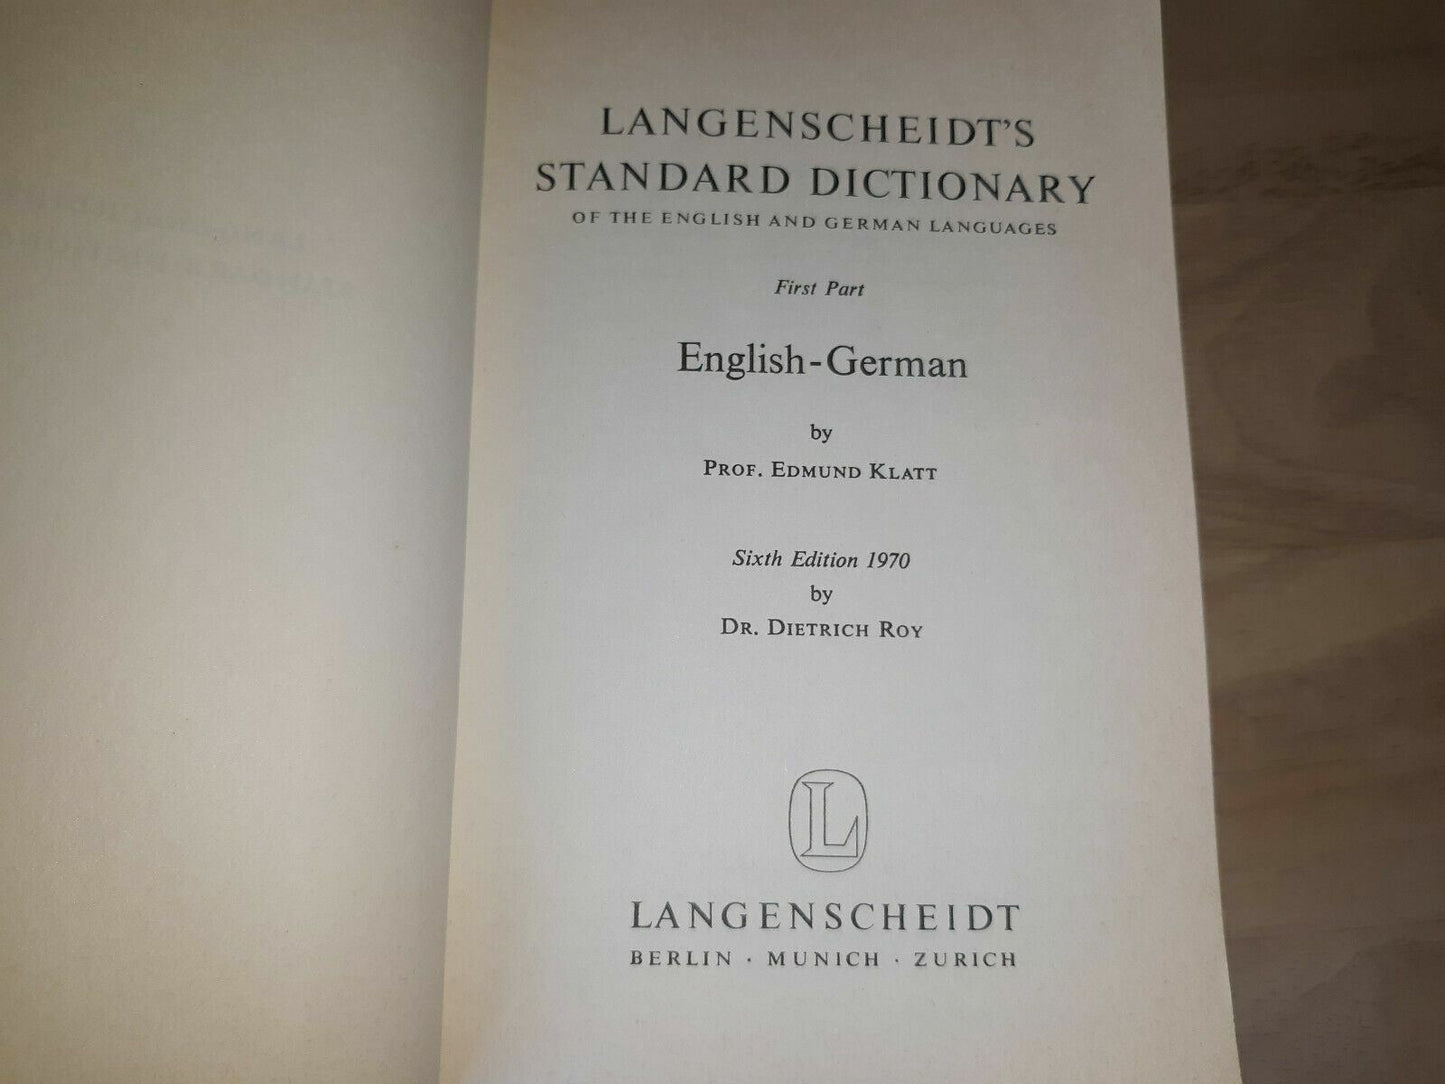 LANGENSCHEIDT'S
STANDARD DICTIONARY
OF THE ENGLISH AND GERMAN LANGUAGES
First Part
English-German
by
PROF. EDMUND KLATT
Sixth Edition 1970
by
DR. DIETRICH ROY
L
LANGENSCHEIDT
BERLIN · MUNICH · ZURICH